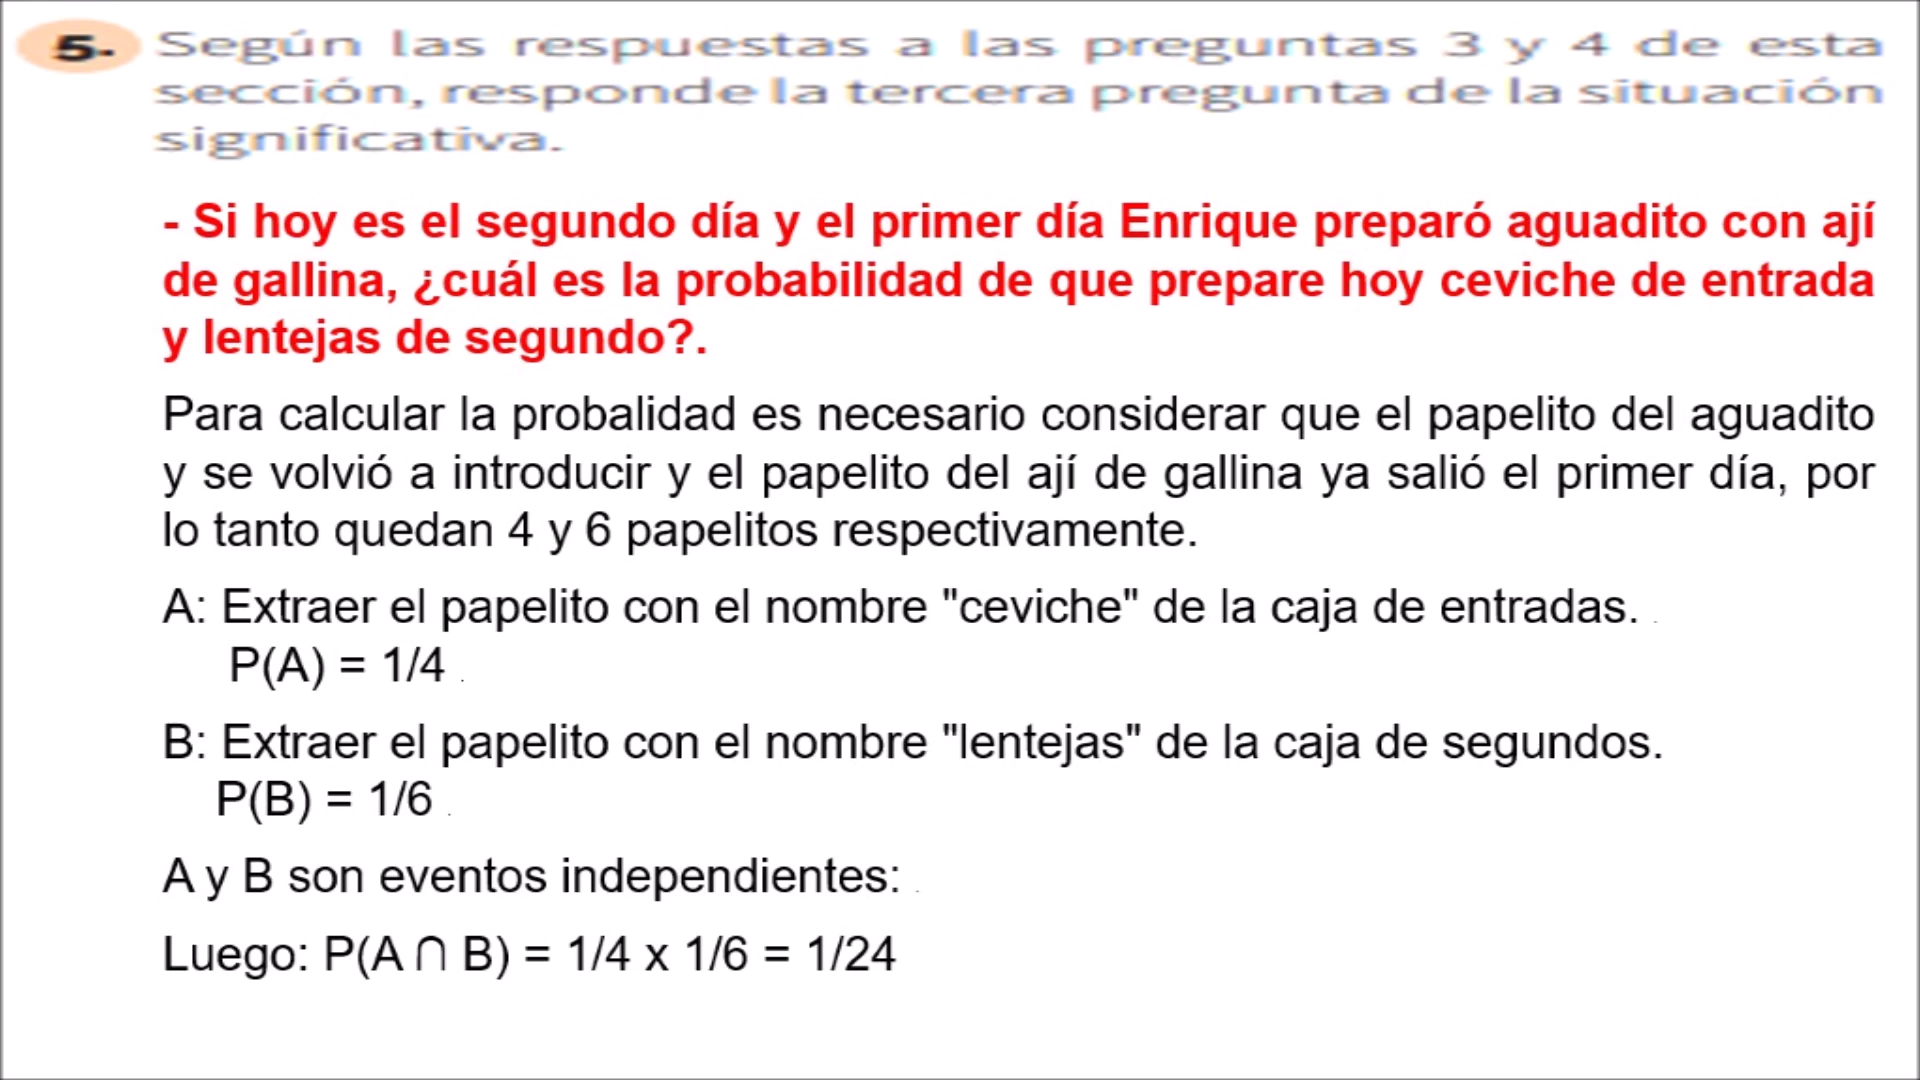 5. Según las respuestas a las preguntas 3 y 4 de esta
sección, responde la tercera pregunta de la situación
significativa.
- Si hoy es el segundo día y el primer día Enrique preparó aguadito con ají
de gallina, ¿cuál es la probabilidad de que prepare hoy ceviche de entrada
y lentejas de segundo?.
Para calcular la probalidad es necesario considerar que el papelito del aguadito
y se volvió a introducir y el papelito del ají de gallina ya salió el primer día, por
lo tanto quedan 4 y 6 papelitos respectivamente.
A: Extraer el papelito con el nombre "ceviche" de la caja de entradas.
P(A) = 1/4
B: Extraer el papelito con el nombre "lentejas" de la caja de segundos.
P(B) = 1/6
A y B son eventos independientes:
Luego: P(A ∩ B) = 1/4 x 1/6 = 1/24